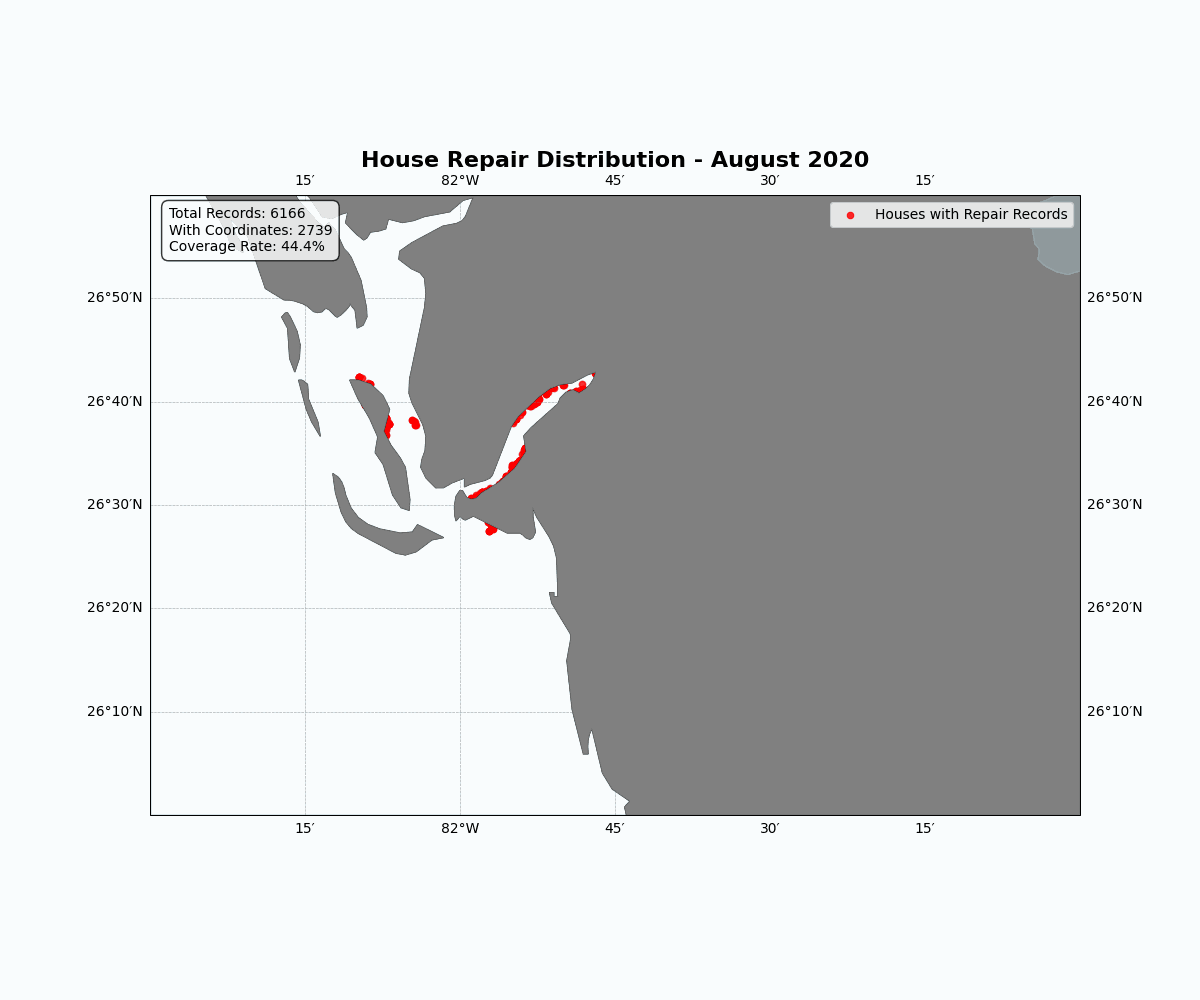 House Repair Distribution - August 2020
15′ 82°W 45′ 30′ 15′
Total Records: 6166
With Coordinates: 2739
Coverage Rate: 44.4%
Houses with Repair Records
26°50′N 26°50′N
26°40′N 26°40′N
26°30′N 26°30′N
26°20′N 26°20′N
26°10′N 26°10′N
15′ 82°W 45′ 30′ 15′